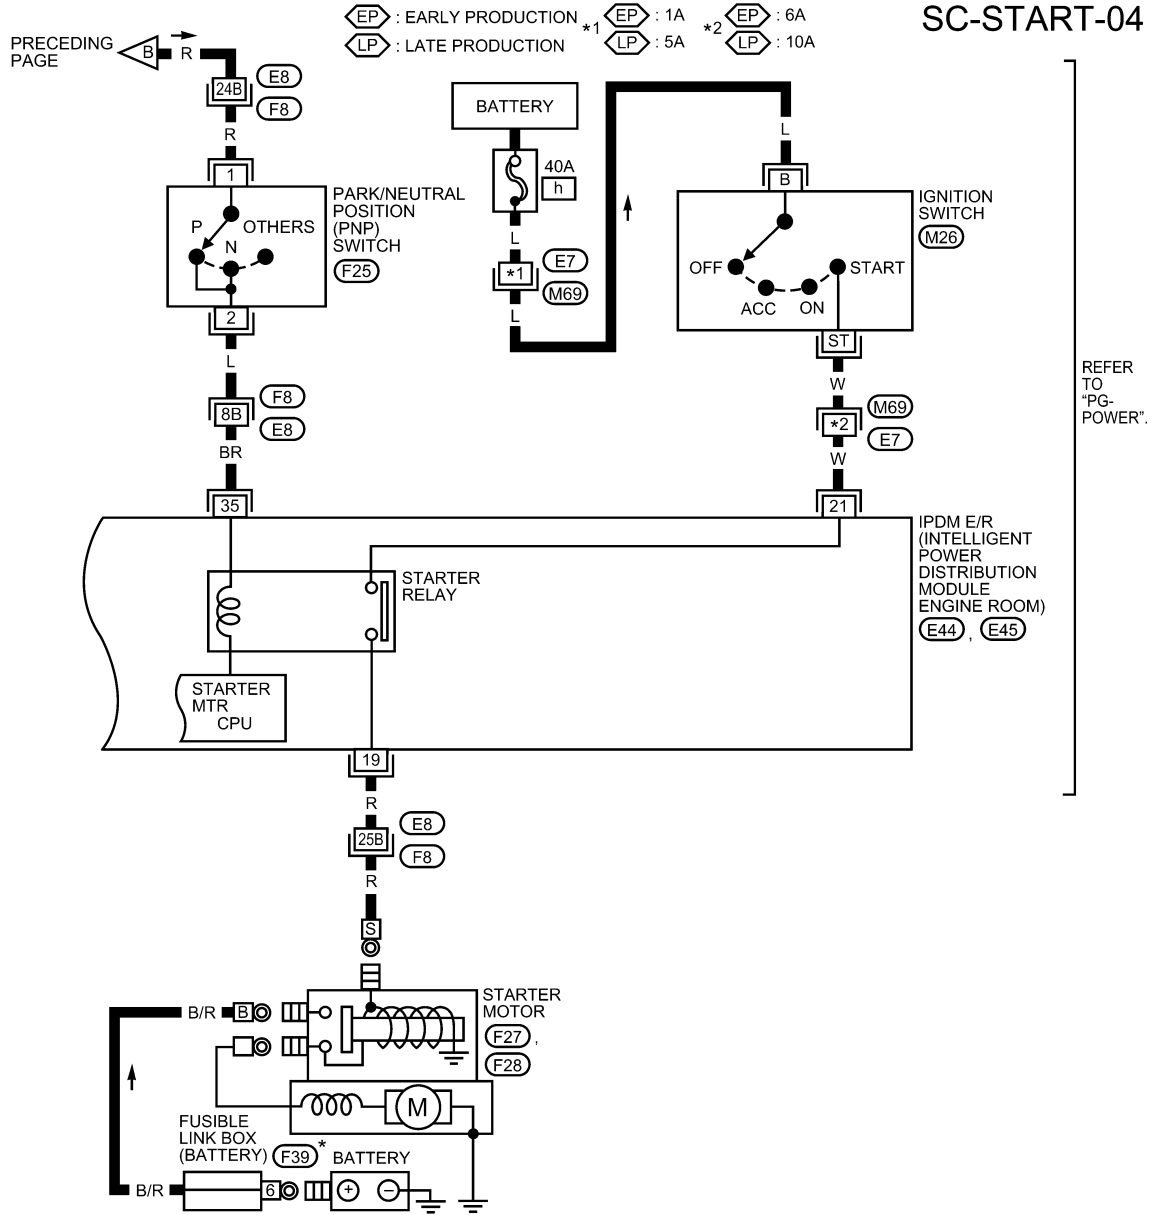 SC-START-04
EP : EARLY PRODUCTION
LP : LATE PRODUCTION
*1
EP : 1A
LP : 5A
*2
EP : 6A
LP : 10A
PRECEDING
PAGE
B
R
24B
E8
F8
R
1
PARK/NEUTRAL
POSITION
(PNP)
SWITCH
F25
P
OTHERS
N
2
L
8B
F8
E8
BR
35
BATTERY
40A
h
L
*1
E7
M69
L
L
B
IGNITION
SWITCH
M26
OFF
START
ACC
ON
ST
W
*2
M69
E7
W
21
REFER
TO
“PG-
POWER”.
IPDM E/R
(INTELLIGENT
POWER
DISTRIBUTION
MODULE
ENGINE ROOM)
E44 , E45
STARTER
RELAY
STARTER
MTR
CPU
19
R
25B
E8
F8
R
S
STARTER
MOTOR
F27 ,
F28
B/R
B
M
FUSIBLE
LINK BOX
(BATTERY) F39 *
BATTERY
B/R
6
+
−